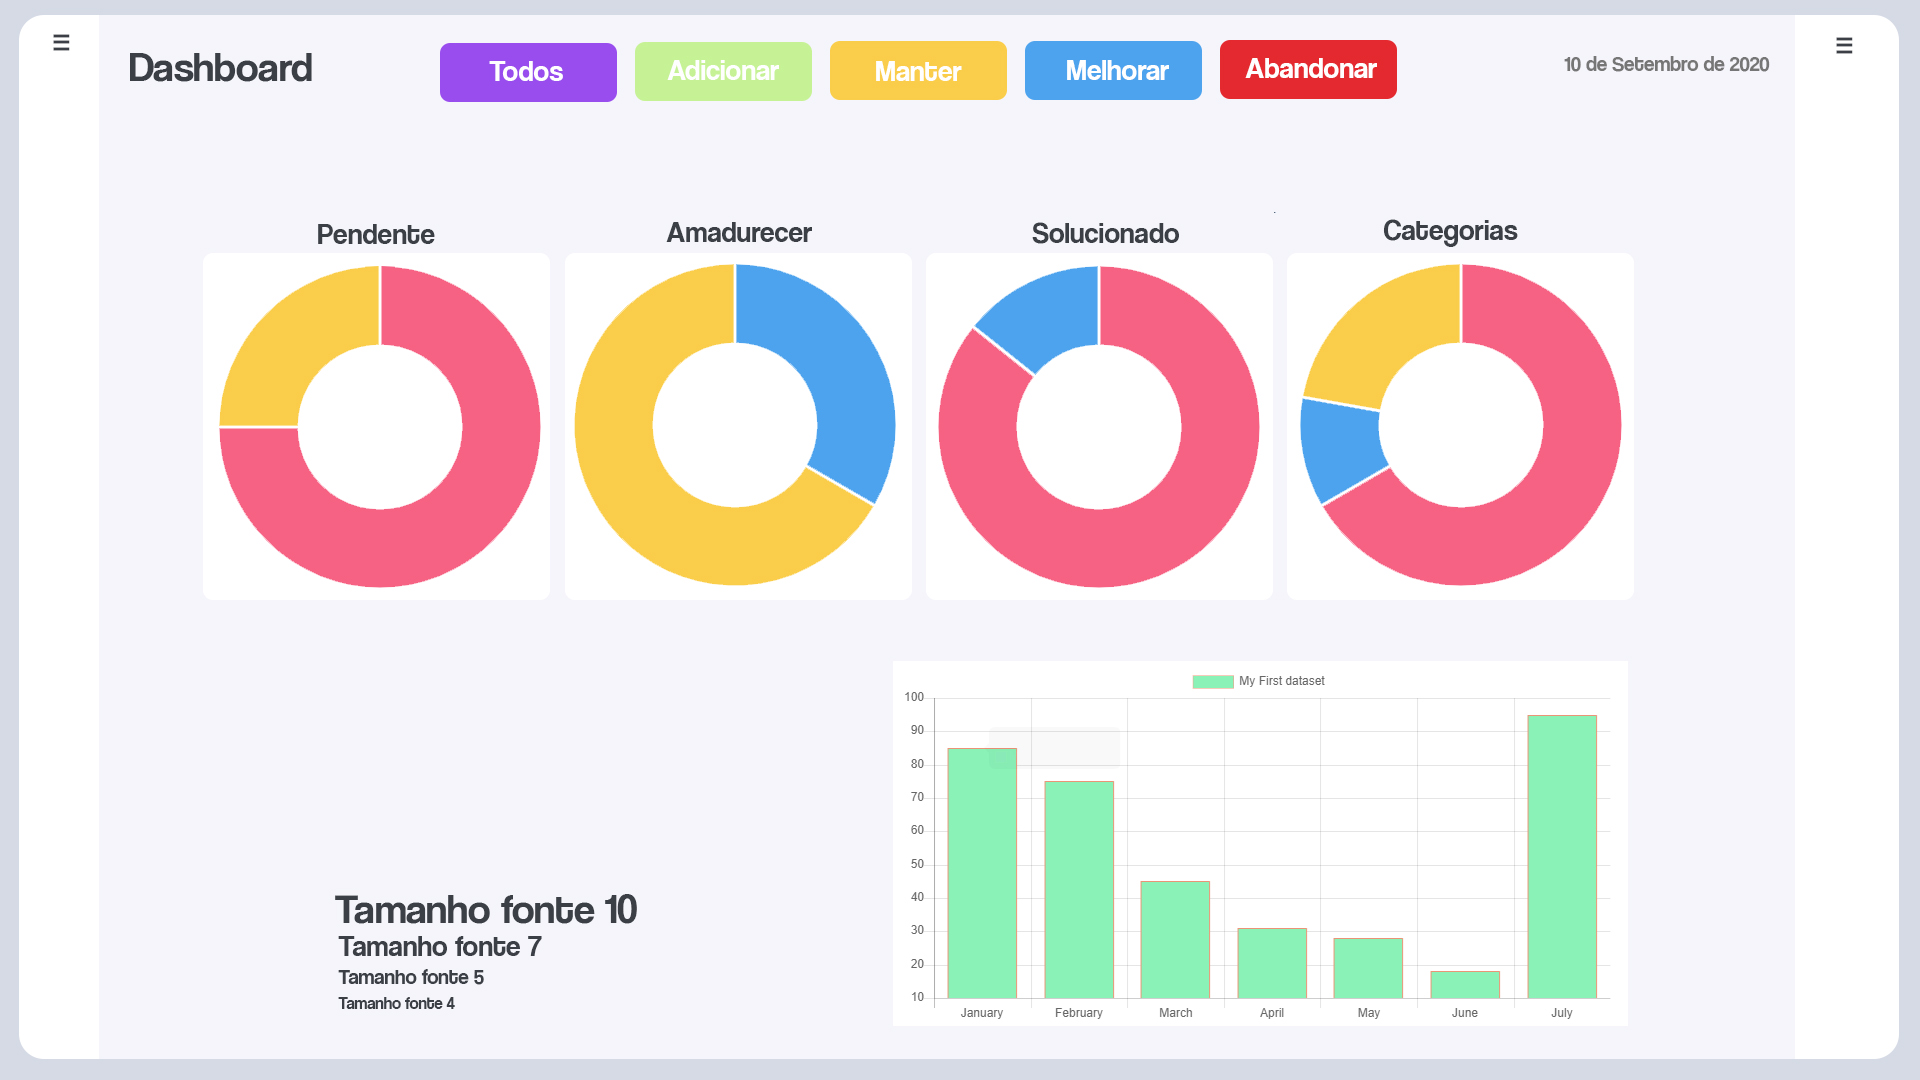 Dashboard
Todos
Adicionar
Manter
Melhorar
Abandonar
10 de Setembro de 2020
Pendente
Amadurecer
Solucionado
Categorias
Tamanho fonte 10
Tamanho fonte 7
Tamanho fonte 5
Tamanho fonte 4
My First dataset
100
90
80
70
60
50
40
30
20
10
January
February
March
April
May
June
July